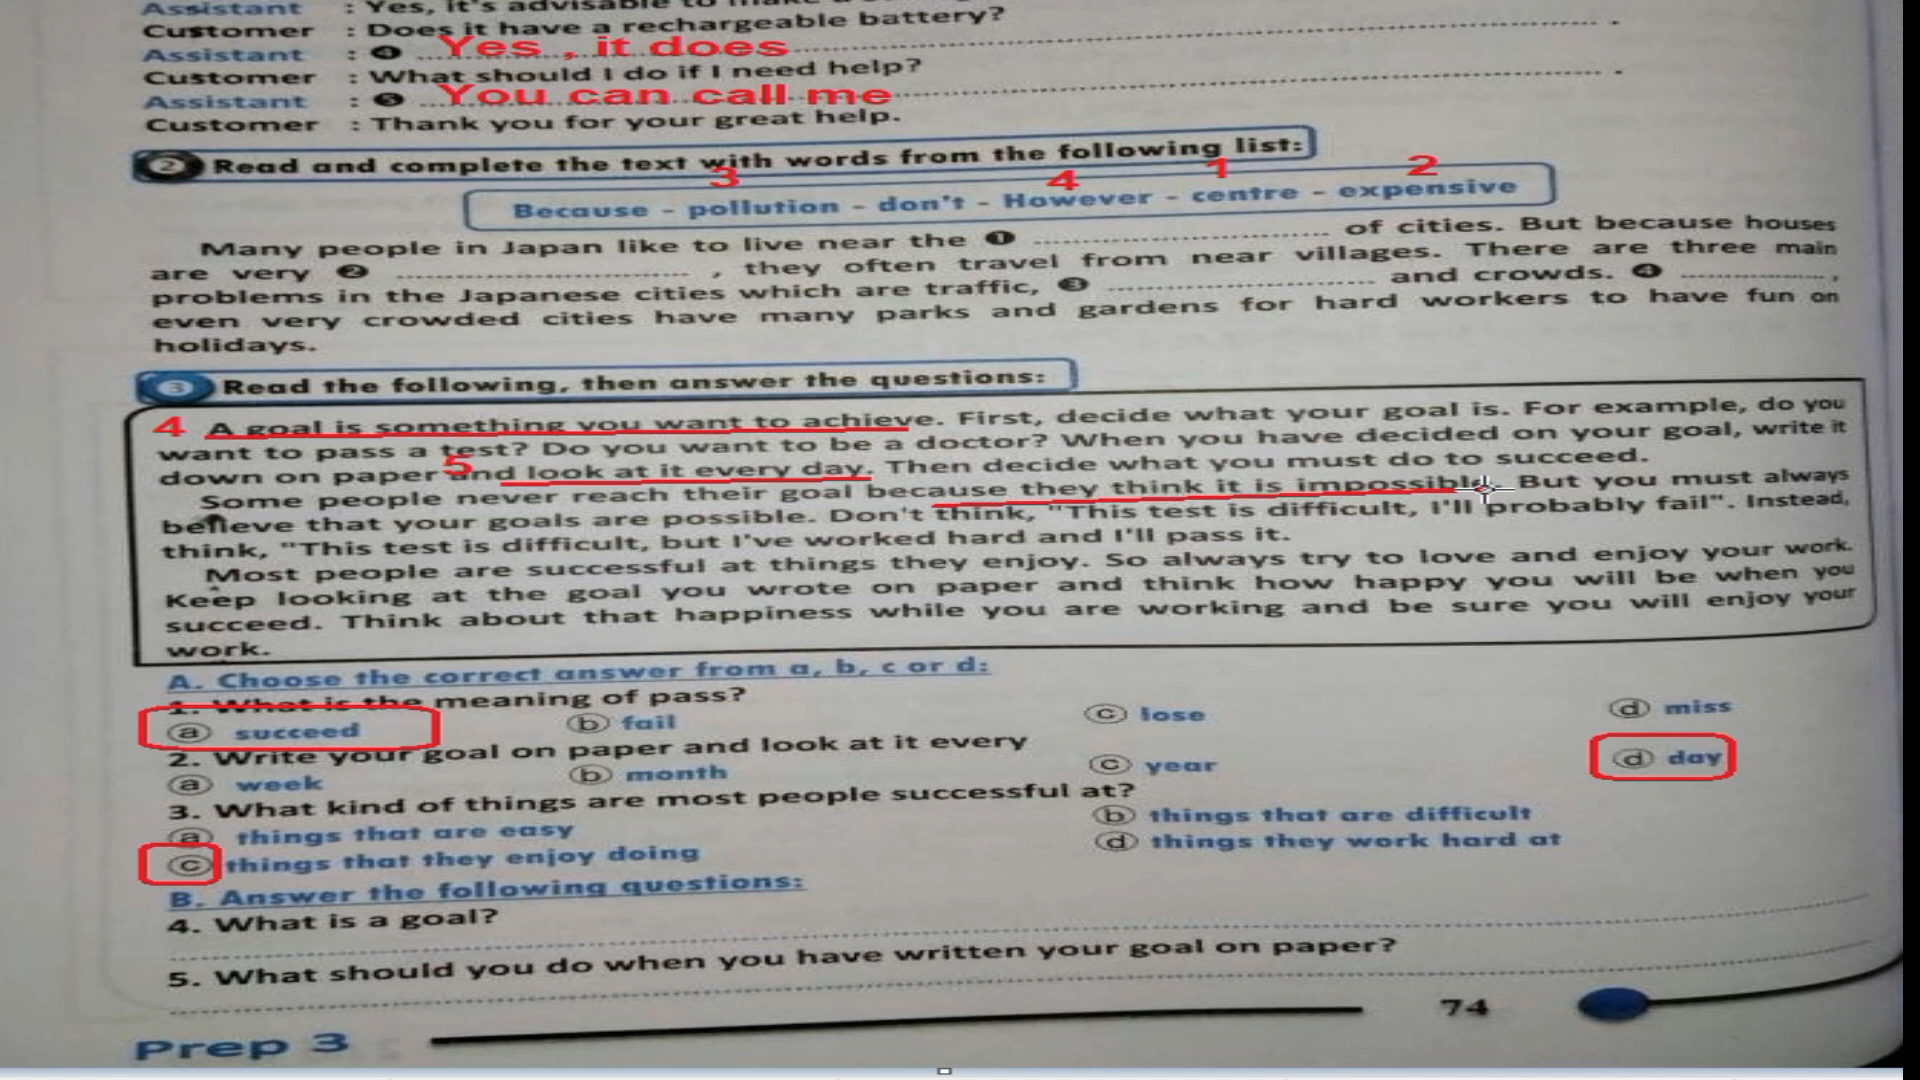 Assistant : Yes, it's advisable to make a
Customer : Does it have a rechargeable battery?
Assistant : ❹ Yes , it does
Customer : What should I do if I need help?
Assistant : ❺ You can call me
Customer : Thank you for your great help.
2 Read and complete the text with words from the following list:
3 4 1 2
Because - pollution - don't - However - centre - expensive
Many people in Japan like to live near the ❶ .............................. of cities. But because houses
are very ❷ .............................. , they often travel from near villages. There are three main
problems in the Japanese cities which are traffic, ❸ .............................. and crowds. ❹ ..................,
even very crowded cities have many parks and gardens for hard workers to have fun on
holidays.
3 Read the following, then answer the questions:
4 A goal is something you want to achieve. First, decide what your goal is. For example, do you
want to pass a test? Do you want to be a doctor? When you have decided on your goal, write it
5
down on paper and look at it every day. Then decide what you must do to succeed.
Some people never reach their goal because they think it is impossible. But you must always
believe that your goals are possible. Don't think, "This test is difficult, I'll probably fail". Instead,
think, "This test is difficult, but I've worked hard and I'll pass it.
Most people are successful at things they enjoy. So always try to love and enjoy your work.
Keep looking at the goal you wrote on paper and think how happy you will be when you
succeed. Think about that happiness while you are working and be sure you will enjoy your
work.
A. Choose the correct answer from a, b, c or d:
1. What is the meaning of pass?
ⓐ succeed ⓑ fail ⓒ lose ⓓ miss
2. Write your goal on paper and look at it every
ⓐ week ⓑ month ⓒ year ⓓ day
3. What kind of things are most people successful at?
ⓐ things that are easy ⓑ things that are difficult
ⓒ things that they enjoy doing ⓓ things they work hard at
B. Answer the following questions:
4. What is a goal?
5. What should you do when you have written your goal on paper?
74
Prep 3